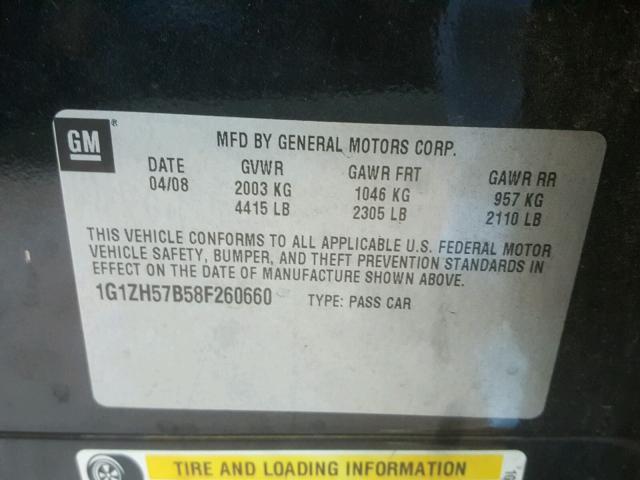 GM®
MFD BY GENERAL MOTORS CORP.
DATE GVWR GAWR FRT GAWR RR
04/08 2003 KG 1046 KG 957 KG
4415 LB 2305 LB 2110 LB
THIS VEHICLE CONFORMS TO ALL APPLICABLE U.S. FEDERAL MOTOR
VEHICLE SAFETY, BUMPER, AND THEFT PREVENTION STANDARDS IN
EFFECT ON THE DATE OF MANUFACTURE SHOWN ABOVE.
1G1ZH57B58F260660 TYPE: PASS CAR
TIRE AND LOADING INFORMATION